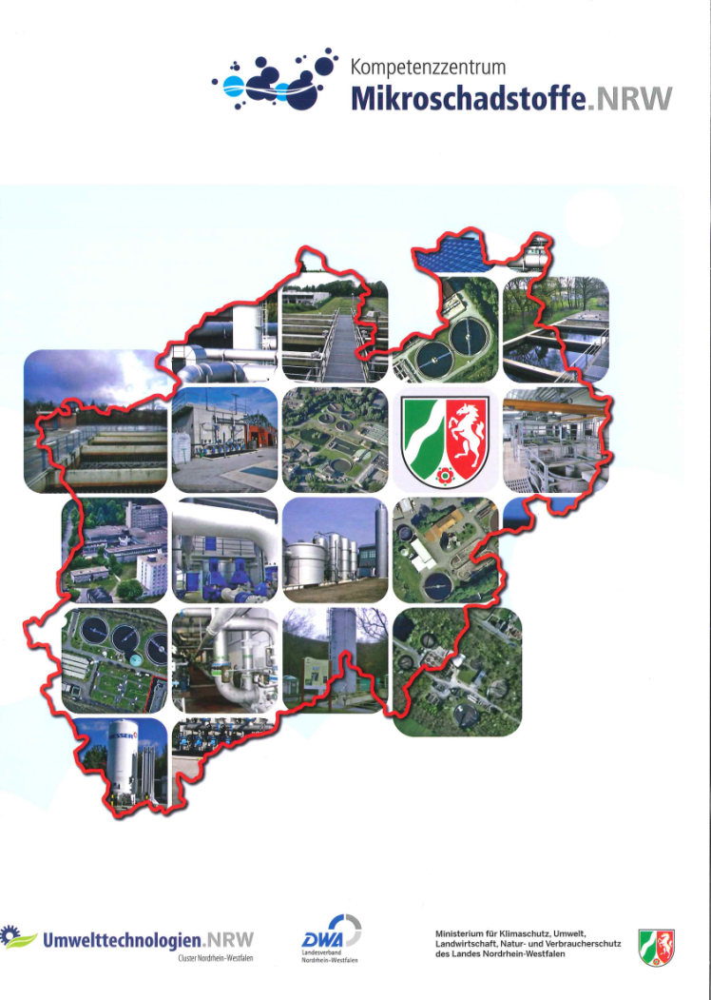 Kompetenzzentrum
Mikroschadstoffe.NRW
Umwelttechnologien.NRW
Cluster Nordrhein-Westfalen
DWA
Landesverband
Nordrhein-Westfalen
Ministerium für Klimaschutz, Umwelt,
Landwirtschaft, Natur- und Verbraucherschutz
des Landes Nordrhein-Westfalen